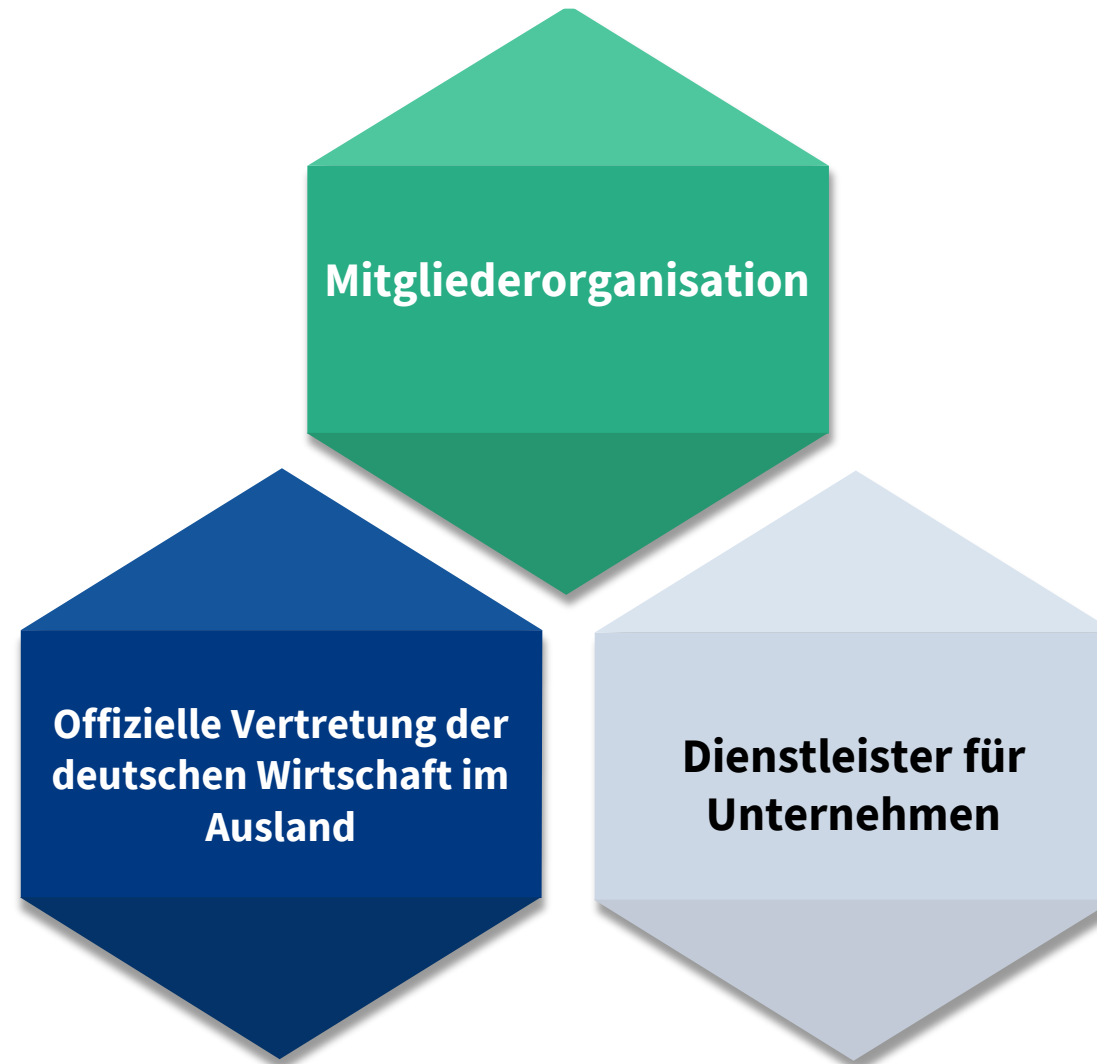 Mitgliederorganisation
Offizielle Vertretung der
deutschen Wirtschaft im
Ausland
Dienstleister für
Unternehmen